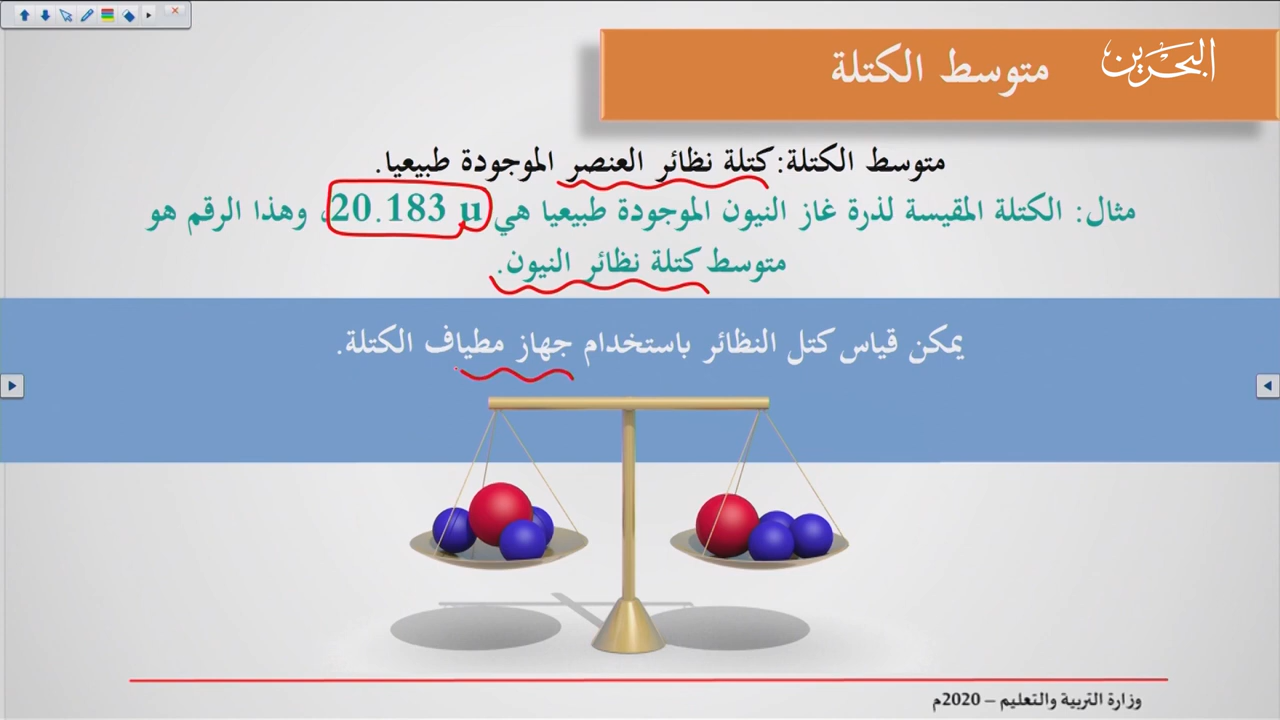 البحرين
متوسط الكتلة
متوسط الكتلة: كتلة نظائر العنصر الموجودة طبيعيا.
مثال: الكتلة المقيسة لذرة غاز النيون الموجودة طبيعيا هي 20.183 u، وهذا الرقم هو
متوسط كتلة نظائر النيون.
يمكن قياس كتل النظائر باستخدام جهاز مطياف الكتلة.
وزارة التربية والتعليم – 2020م